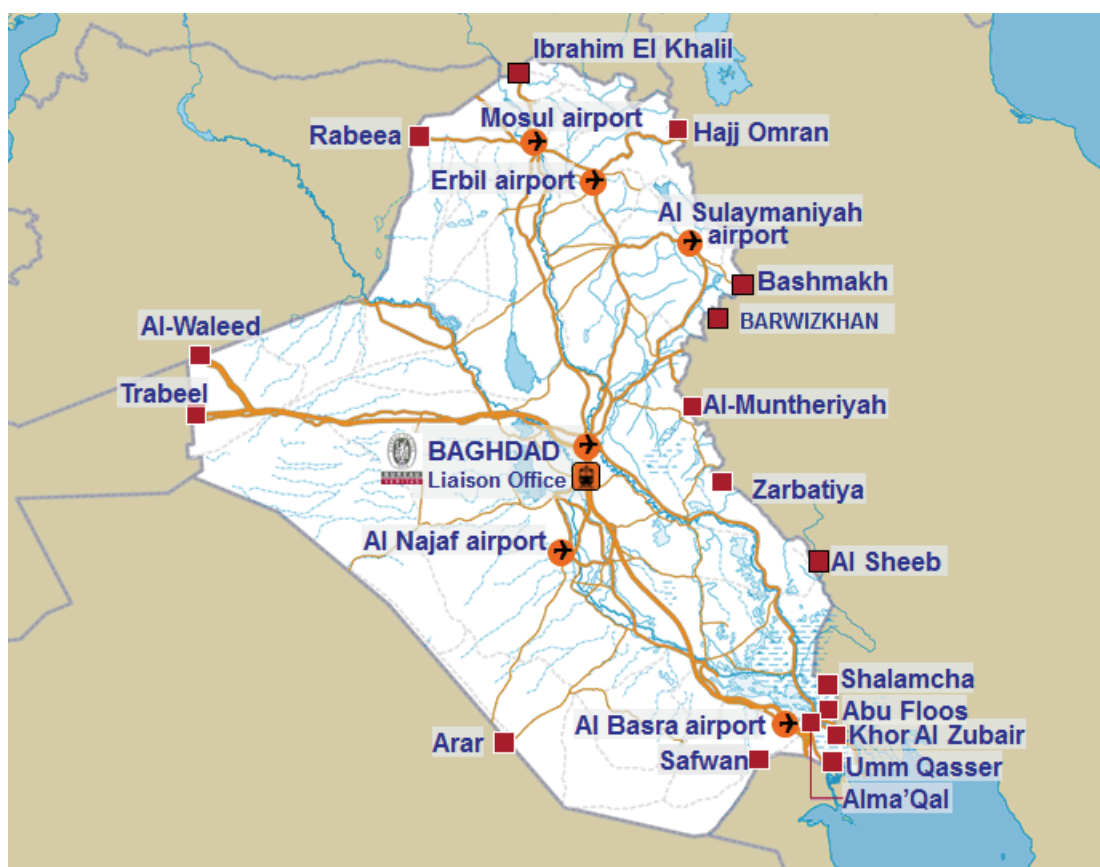 Ibrahim El Khalil
Mosul airport
Rabeea
Hajj Omran
Erbil airport
Al Sulaymaniyah
airport
Bashmakh
BARWIZKHAN
Al-Waleed
Trabeel
Al-Muntheriyah
BAGHDAD
BUREAU
VERITAS
Liaison Office
Zarbatiya
Al Najaf airport
Al Sheeb
Shalamcha
Abu Floos
Al Basra airport
Khor Al Zubair
Arar
Safwan
Umm Qasser
Alma’Qal